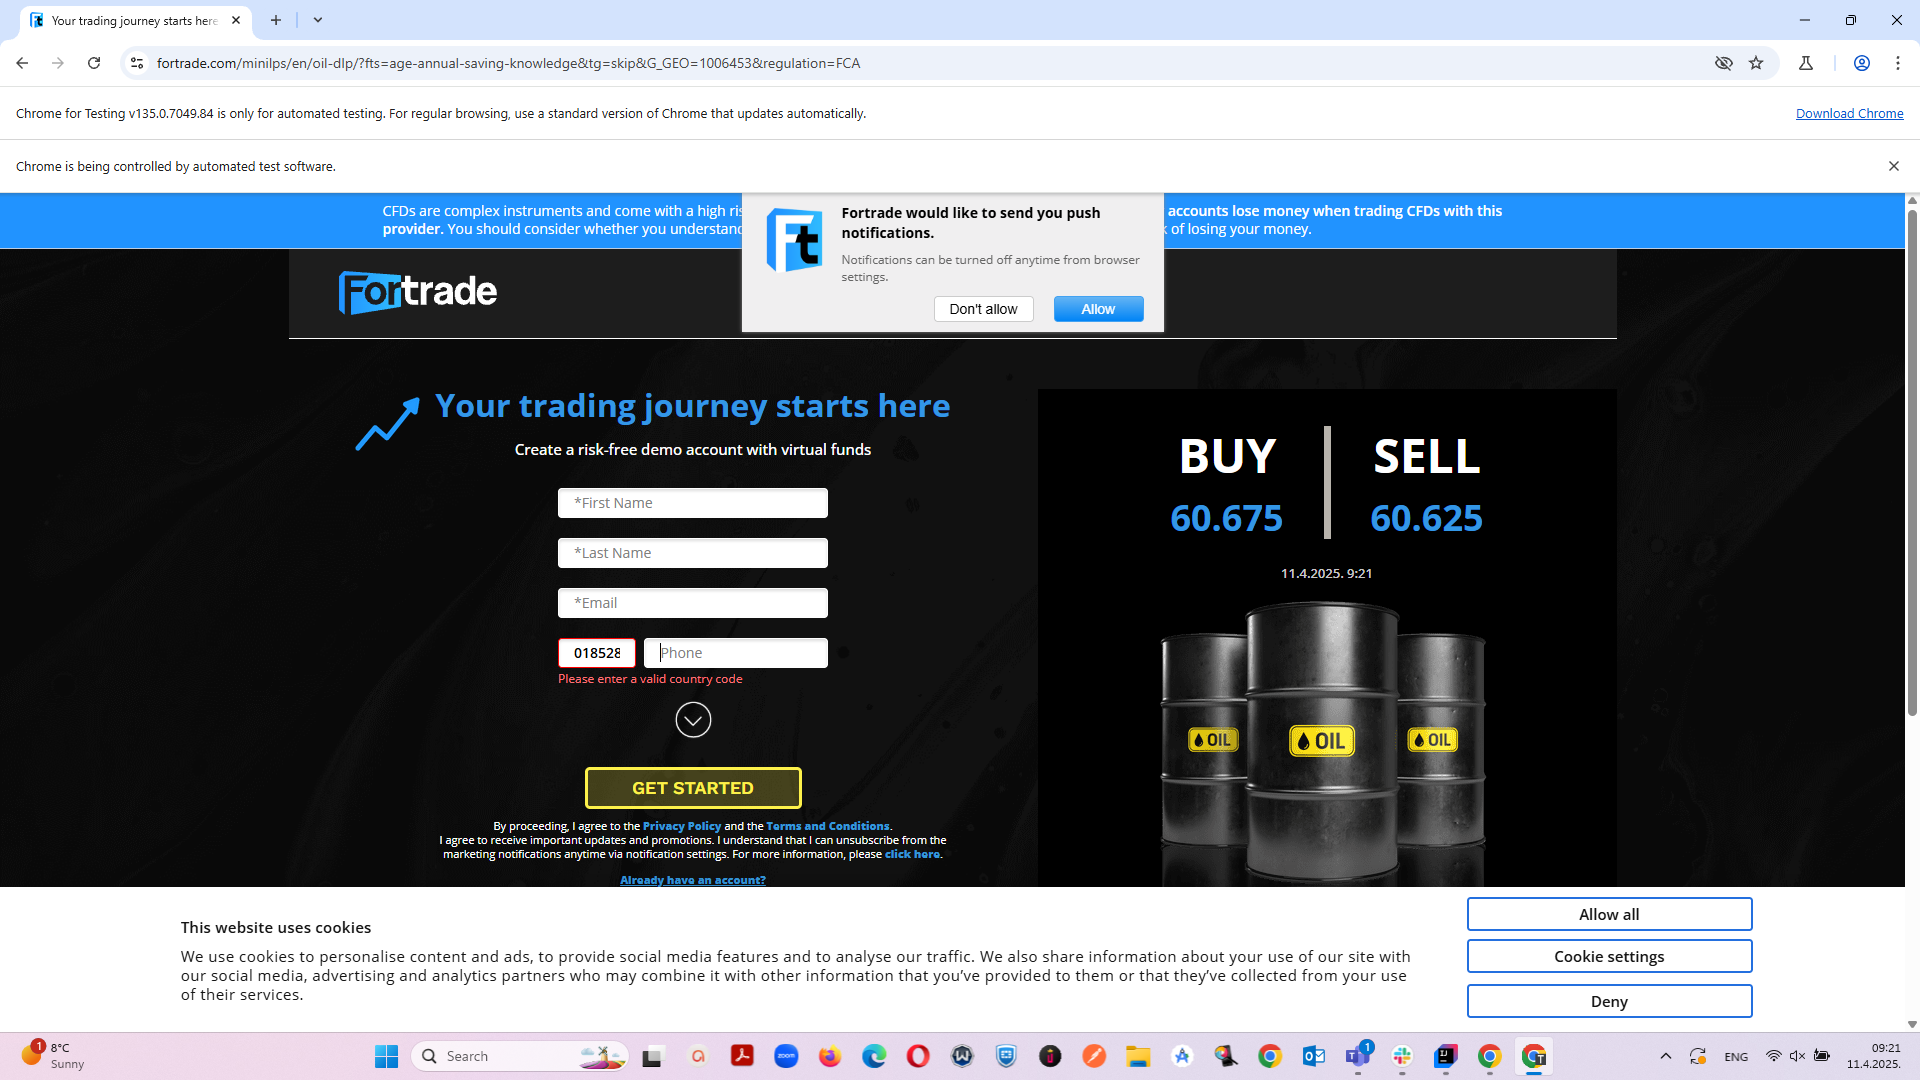 Your trading journey starts here
fortrade.com/minilps/en/oil-dlp/?fts=age-annual-saving-knowledge&tg=skip&G_GEO=1006453&regulation=FCA
Chrome for Testing v135.0.7049.84 is only for automated testing. For regular browsing, use a standard version of Chrome that updates automatically.
Download Chrome
Chrome is being controlled by automated test software.
CFDs are complex instruments and come with a high ris
accounts lose money when trading CFDs with this
provider. You should consider whether you understand
of losing your money.
Fortrade would like to send you push
notifications.
Notifications can be turned off anytime from browser
settings.
Don't allow
Allow
Ft
Fortrade
Your trading journey starts here
Create a risk-free demo account with virtual funds
*First Name
*Last Name
*Email
018528
Phone
Please enter a valid country code
GET STARTED
By proceeding, I agree to the Privacy Policy and the Terms and Conditions.
I agree to receive important updates and promotions. I understand that I can unsubscribe from the
marketing notifications anytime via notification settings. For more information, please click here.
Already have an account?
BUY
SELL
60.675
60.625
11.4.2025. 9:21
OIL
OIL
OIL
This website uses cookies
We use cookies to personalise content and ads, to provide social media features and to analyse our traffic. We also share information about your use of our site with
our social media, advertising and analytics partners who may combine it with other information that you've provided to them or that they've collected from your use
of their services.
Allow all
Cookie settings
Deny
1
8°C
Sunny
Search
zoom
1
ENG
09:21
11.4.2025.